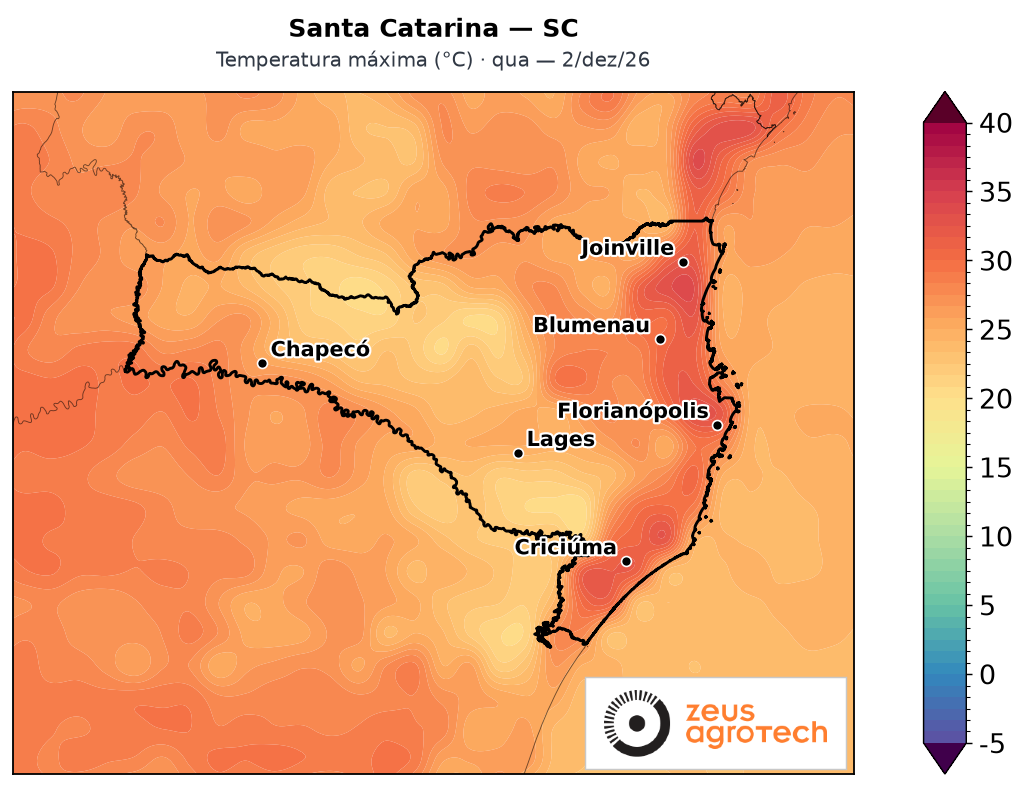 Santa Catarina — SC
Temperatura máxima (°C) · qua — 2/dez/26
Joinville
Blumenau
Chapecó
Florianópolis
Lages
Criciúma
40
35
30
25
20
15
10
5
0
-5
zeus
agrotech